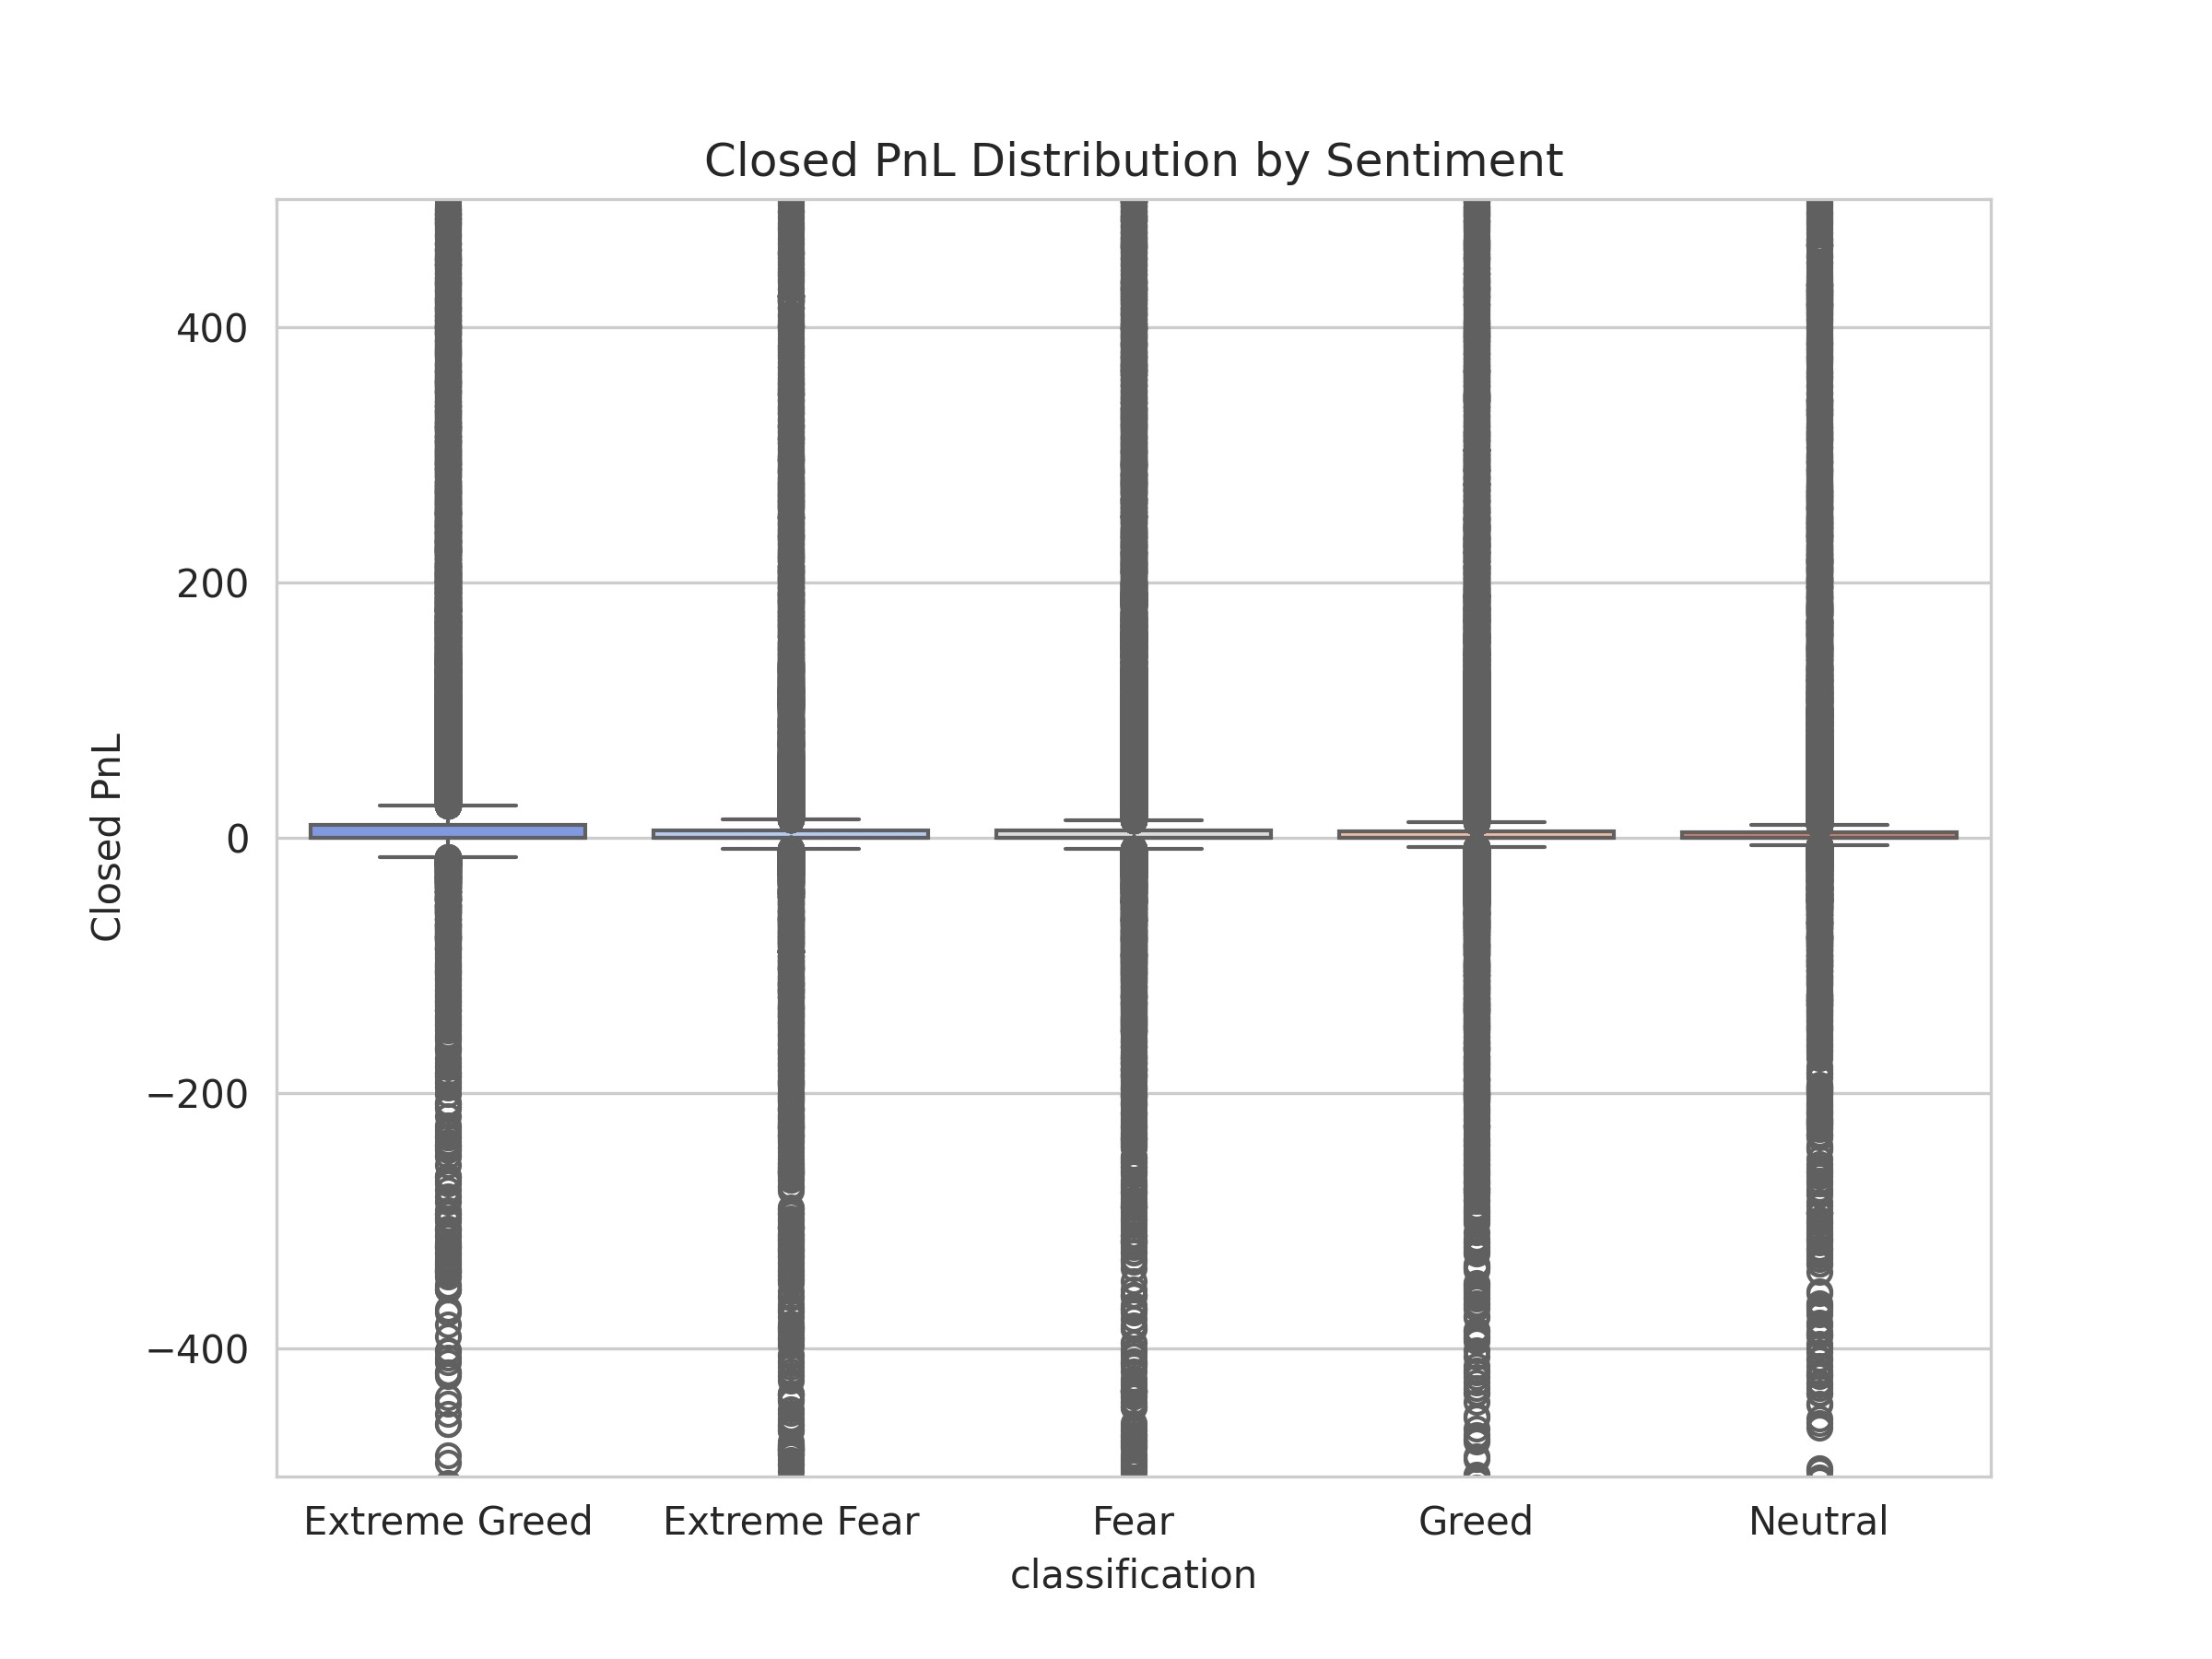 Closed PnL Distribution by Sentiment
Closed PnL
400
200
0
−200
−400
Extreme Greed Extreme Fear Fear Greed Neutral
classification